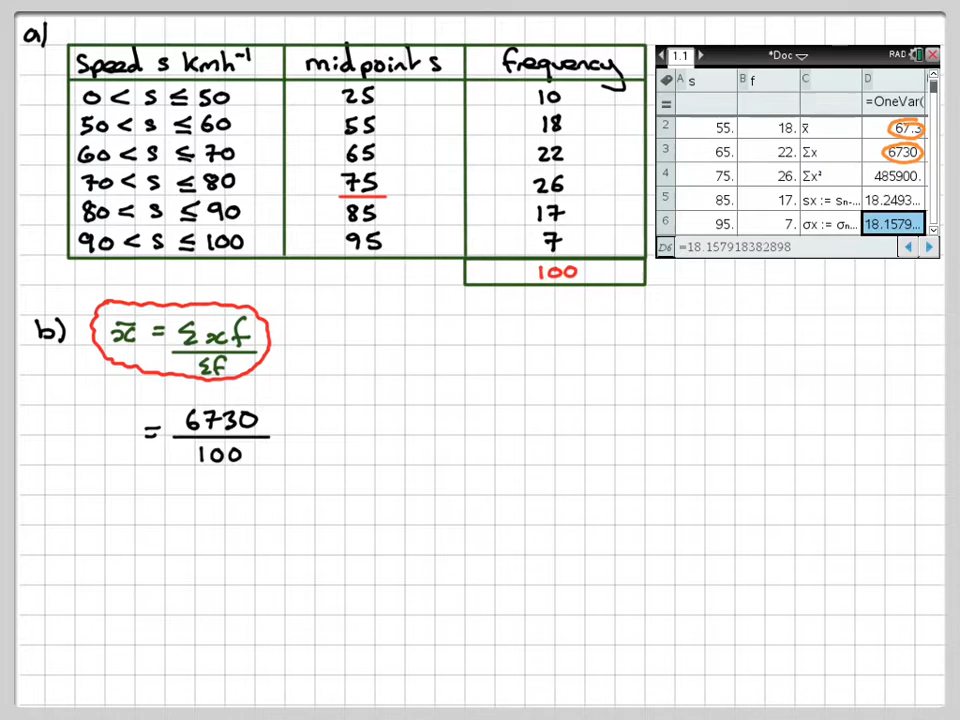 a)
Speed s kmh⁻¹ midpoint s frequency
0 < s ≤ 50 25 10
50 < s ≤ 60 55 18
60 < s ≤ 70 65 22
70 < s ≤ 80 75 26
80 < s ≤ 90 85 17
90 < s ≤ 100 95 7
100
1.1 *Doc RAD
A s B f C D
= =OneVar(
2 55. 18. x̄ 67.3
3 65. 22. Σx 6730
4 75. 26. Σx² 485900.
5 85. 17. sx := sn-... 18.2493...
6 95. 7. σx := σn... 18.1579...
D6 =18.157918382898
b) x̄ = Σxf
Σf
= 6730
100